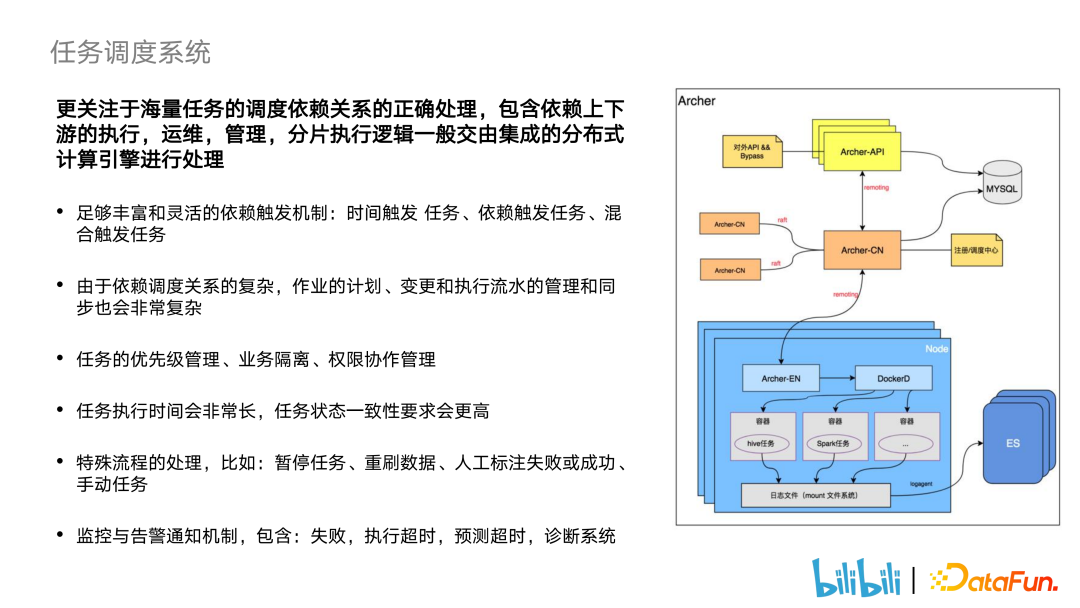 任务调度系统
更关注于海量任务的调度依赖关系的正确处理，包含依赖上下
游的执行，运维，管理，分片执行逻辑一般交由集成的分布式
计算引擎进行处理
• 足够丰富和灵活的依赖触发机制：时间触发 任务、依赖触发任务、混
合触发任务
• 由于依赖调度关系的复杂，作业的计划、变更和执行流水的管理和同
步也会非常复杂
• 任务的优先级管理、业务隔离、权限协作管理
• 任务执行时间会非常长，任务状态一致性要求会更高
• 特殊流程的处理，比如：暂停任务、重刷数据、人工标注失败或成功、
手动任务
• 监控与告警通知机制，包含：失败，执行超时，预测超时，诊断系统
Archer
对外API &&
Bypass
Archer-API
MYSQL
remoting
Archer-CN
raft
Archer-CN
注册/调度中心
Archer-CN
raft
remoting
Node
Archer-EN
DockerD
容器
容器
容器
hive任务
Spark任务
...
日志文件（mount 文件系统）
logagent
ES
bilibili
DataFun.